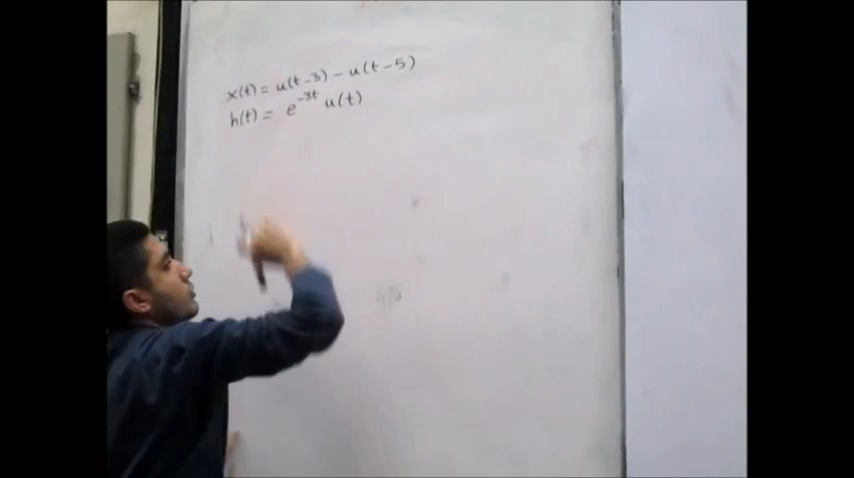 x(t) = u(t-3) - u(t-5)
h(t) = e^{-3t} u(t)